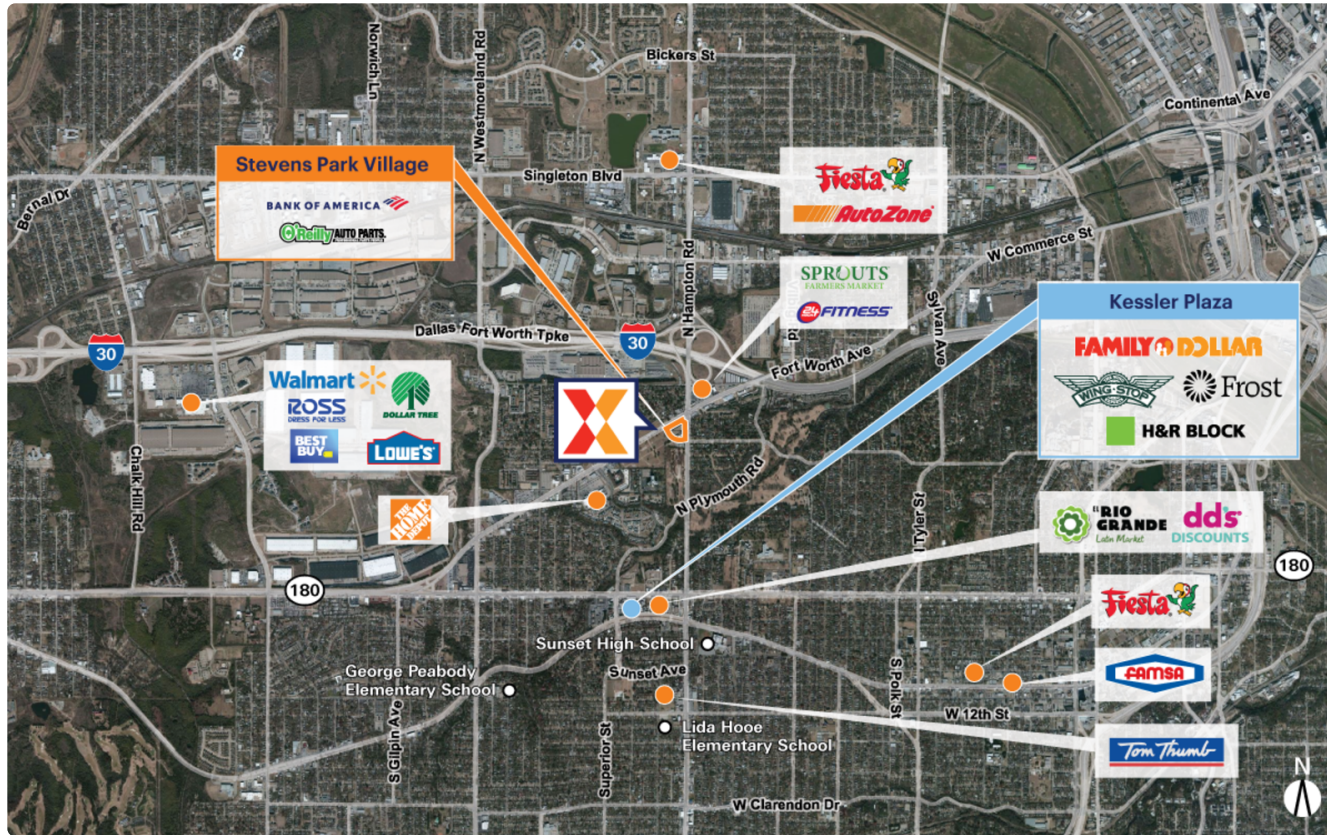 Bickers St
Norwich Ln
N Westmoreland Rd
Continental Ave
Stevens Park Village
BANK OF AMERICA
O'Reilly AUTO PARTS.
Singleton Blvd
Fiesta
AutoZone
Bernal Dr
W Commerce St
N Hampton Rd
SPROUTS
FARMERS MARKET
24
FITNESS
Sylvan Ave
Kessler Plaza
FAMILY DOLLAR
WING·STOP
Frost
H&R BLOCK
Dallas Fort Worth Tpke
30
30
Fort Worth Ave
Walmart
DOLLAR TREE
ROSS
DRESS FOR LESS
BEST
BUY
LOWE'S
X
Chalk Hill Rd
THE
HOME
DEPOT
N Plymouth Rd
N Tyler St
EL RIO
GRANDE
Latin Market
dd's
DISCOUNTS
180
180
Fiesta
Sunset High School
George Peabody
Elementary School
Sunset Ave
FAMSA
S Gilpin Ave
Superior St
S Polk St
W 12th St
Lida Hooe
Elementary School
Tom Thumb
W Clarendon Dr
N